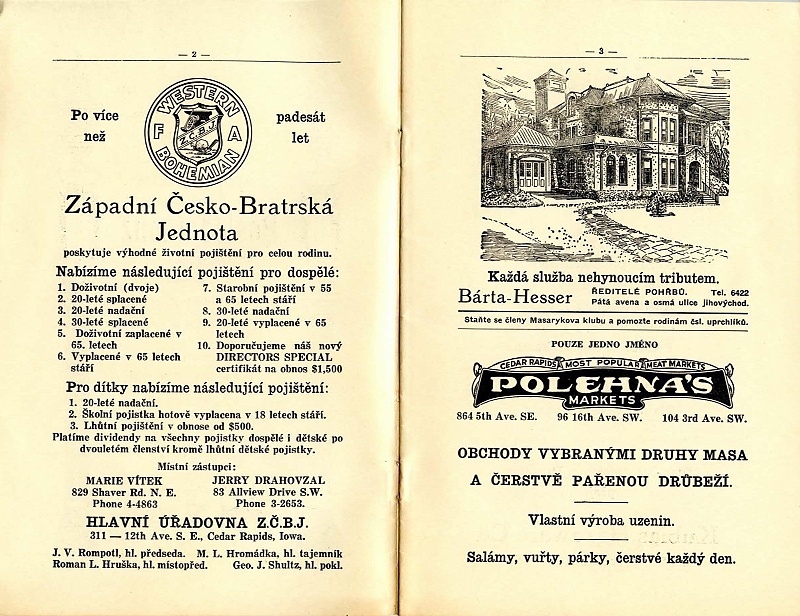 — 2 —
Po více
než
WESTERN
F A
Z.C.B.J.
BOHEMIAN
padesát
let
Západní Česko-Bratrská
Jednota
poskytuje výhodné životní pojištění pro celou rodinu.
Nabízíme následující pojištění pro dospělé:
1. Doživotní (dvoje)
2. 20-leté splacené
3. 20-leté nadační
4. 30-leté splacené
5. Doživotní zaplacené v
65. letech
6. Vyplacené v 65 letech
stáří
7. Starobní pojištění v 55
a 65 letech stáří
8. 30-leté nadační
9. 20-leté vyplacené v 65
letech
10. Doporučujeme náš nový
DIRECTORS SPECIAL
certifikát na obnos $1,500
Pro dítky nabízíme následující pojištění:
1. 20-leté nadační.
2. Školní pojistka hotově vyplacena v 18 letech stáří.
3. Lhůtní pojištění v obnose od $500.
Platíme dividendy na všechny pojistky dospělé i dětské po
dvouletém členství kromě lhůtní dětské pojistky.
Místní zástupci:
MARIE VÍTEK
829 Shaver Rd. N. E.
Phone 4-4863
JERRY DRAHOVZAL
83 Allview Drive S.W.
Phone 3-2653.
HLAVNÍ ÚŘADOVNA Z.Č.B.J.
311 — 12th Ave. S. E., Cedar Rapids, Iowa.
J. V. Rompotl, hl. předseda. M. L. Hromádka, hl. tajemník
Roman L. Hruška, hl. místopřed. Geo. J. Shultz, hl. pokl.
— 3 —
Každá služba nehynoucím tributem.
Bárta-Hesser
ŘEDITELÉ POHŘBŮ. Tel. 6422
Pátá avena a osmá ulice jihovýchod.
Staňte se členy Masarykova klubu a pomozte rodinám čsl. uprchlíků.
POUZE JEDNO JMÉNO
CEDAR RAPIDS' MOST POPULAR MEAT MARKETS
POLEHNA'S
MARKETS
864 5th Ave. SE. 96 16th Ave. SW. 104 3rd Ave. SW.
OBCHODY VYBRANÝMI DRUHY MASA
A ČERSTVĚ PAŘENOU DRŮBEŽÍ.
Vlastní výroba uzenin.
Salámy, vuřty, párky, čerstvé každý den.